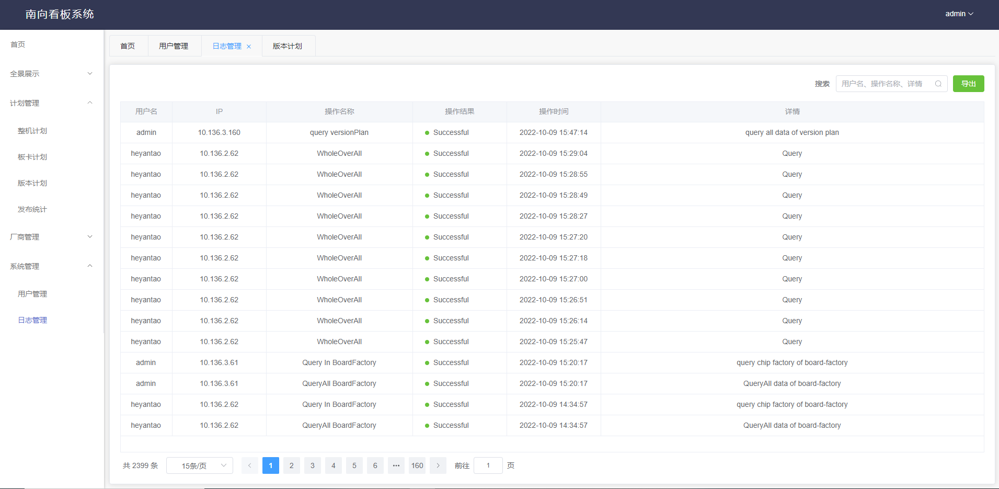 南向看板系统
admin
首页
全景展示
计划管理
整机计划
板卡计划
版本计划
发布统计
厂商管理
系统管理
用户管理
日志管理
首页 用户管理 日志管理 × 版本计划
搜索 用户名、操作名称、详情 导出
用户名 IP 操作名称 操作结果 操作时间 详情
admin 10.136.3.160 query versionPlan Successful 2022-10-09 15:47:14 query all data of version plan
heyantao 10.136.2.62 WholeOverAll Successful 2022-10-09 15:29:04 Query
heyantao 10.136.2.62 WholeOverAll Successful 2022-10-09 15:28:55 Query
heyantao 10.136.2.62 WholeOverAll Successful 2022-10-09 15:28:49 Query
heyantao 10.136.2.62 WholeOverAll Successful 2022-10-09 15:28:27 Query
heyantao 10.136.2.62 WholeOverAll Successful 2022-10-09 15:27:20 Query
heyantao 10.136.2.62 WholeOverAll Successful 2022-10-09 15:27:18 Query
heyantao 10.136.2.62 WholeOverAll Successful 2022-10-09 15:27:00 Query
heyantao 10.136.2.62 WholeOverAll Successful 2022-10-09 15:26:51 Query
heyantao 10.136.2.62 WholeOverAll Successful 2022-10-09 15:26:14 Query
heyantao 10.136.2.62 WholeOverAll Successful 2022-10-09 15:25:47 Query
admin 10.136.3.61 Query In BoardFactory Successful 2022-10-09 15:20:17 query chip factory of board-factory
admin 10.136.3.61 QueryAll BoardFactory Successful 2022-10-09 15:20:17 QueryAll data of board-factory
heyantao 10.136.2.62 Query In BoardFactory Successful 2022-10-09 14:34:57 query chip factory of board-factory
heyantao 10.136.2.62 QueryAll BoardFactory Successful 2022-10-09 14:34:57 QueryAll data of board-factory
共 2399 条 15条/页 < 1 2 3 4 5 6 ••• 160 > 前往 1 页